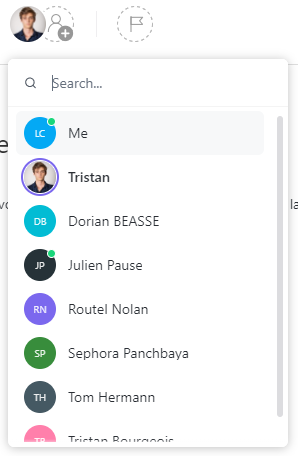 Search...
LC Me
Tristan
DB Dorian BEASSE
JP Julien Pause
RN Routel Nolan
SP Sephora Panchbaya
TH Tom Hermann
TB Tristan Bourgeois